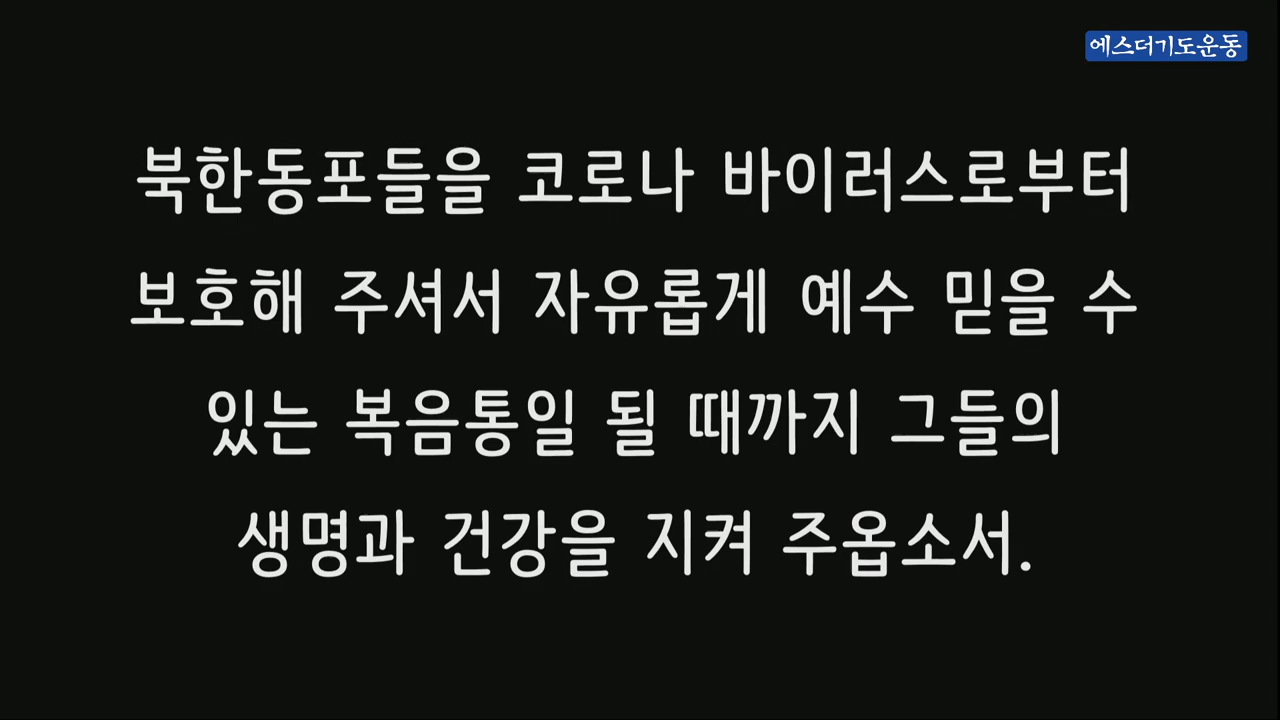 에스더기도운동
북한동포들을 코로나 바이러스로부터
보호해 주셔서 자유롭게 예수 믿을 수
있는 복음통일 될 때까지 그들의
생명과 건강을 지켜 주옵소서.